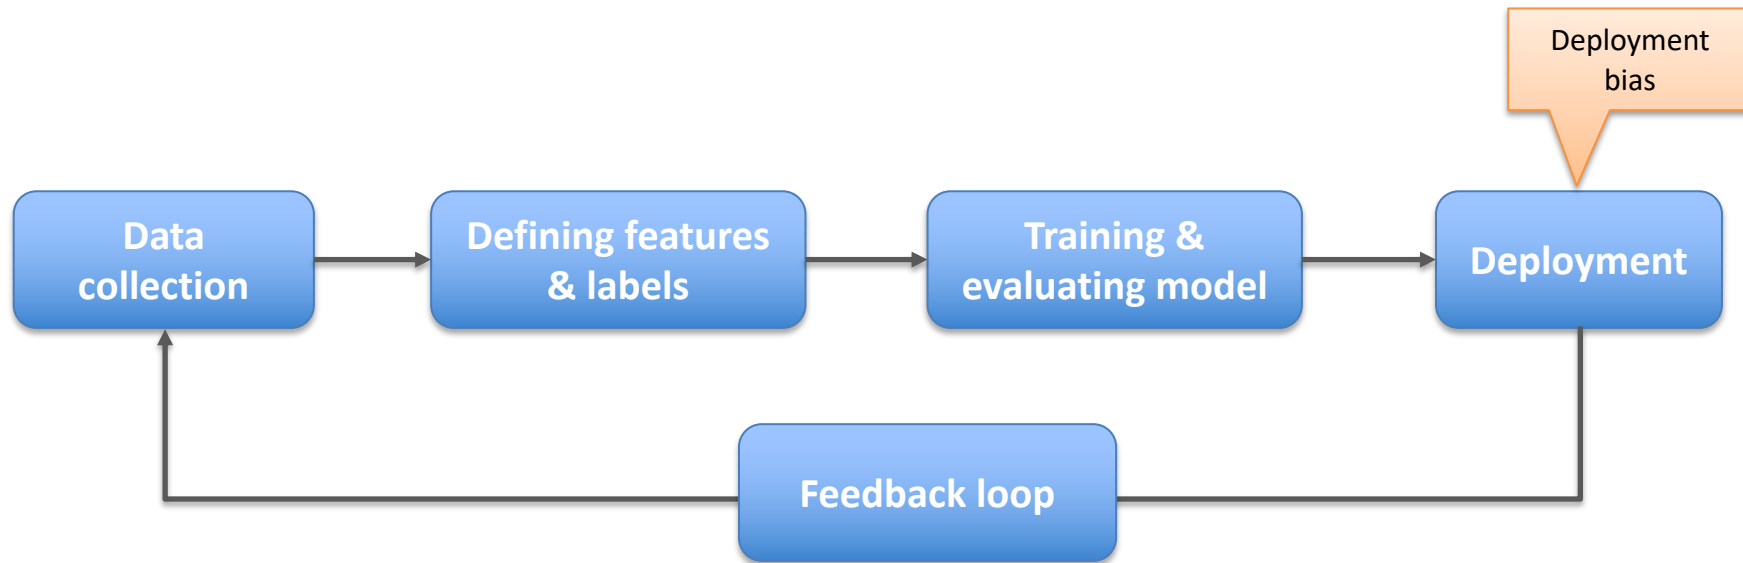 Deployment
bias
Data
collection
Defining features
& labels
Training &
evaluating model
Deployment
Feedback loop